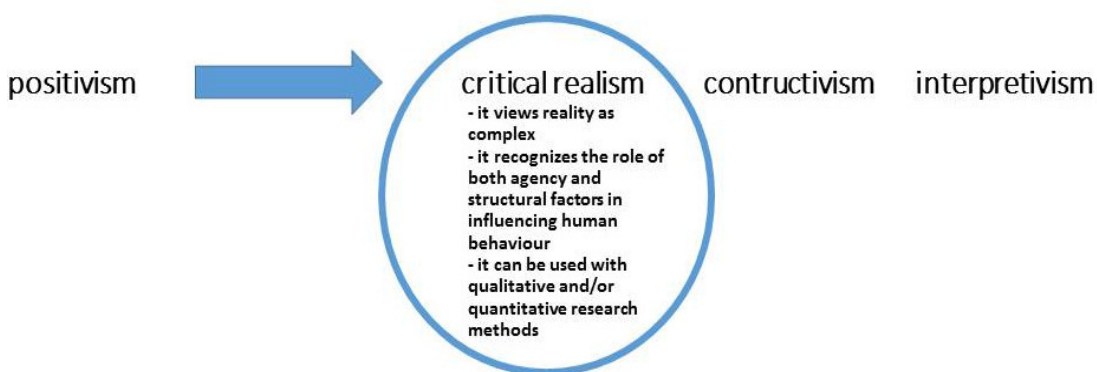 positivism
critical realism
- it views reality as
complex
- it recognizes the role of
both agency and
structural factors in
influencing human
behaviour
- it can be used with
qualitative and/or
quantitative research
methods
contructivism
interpretivism